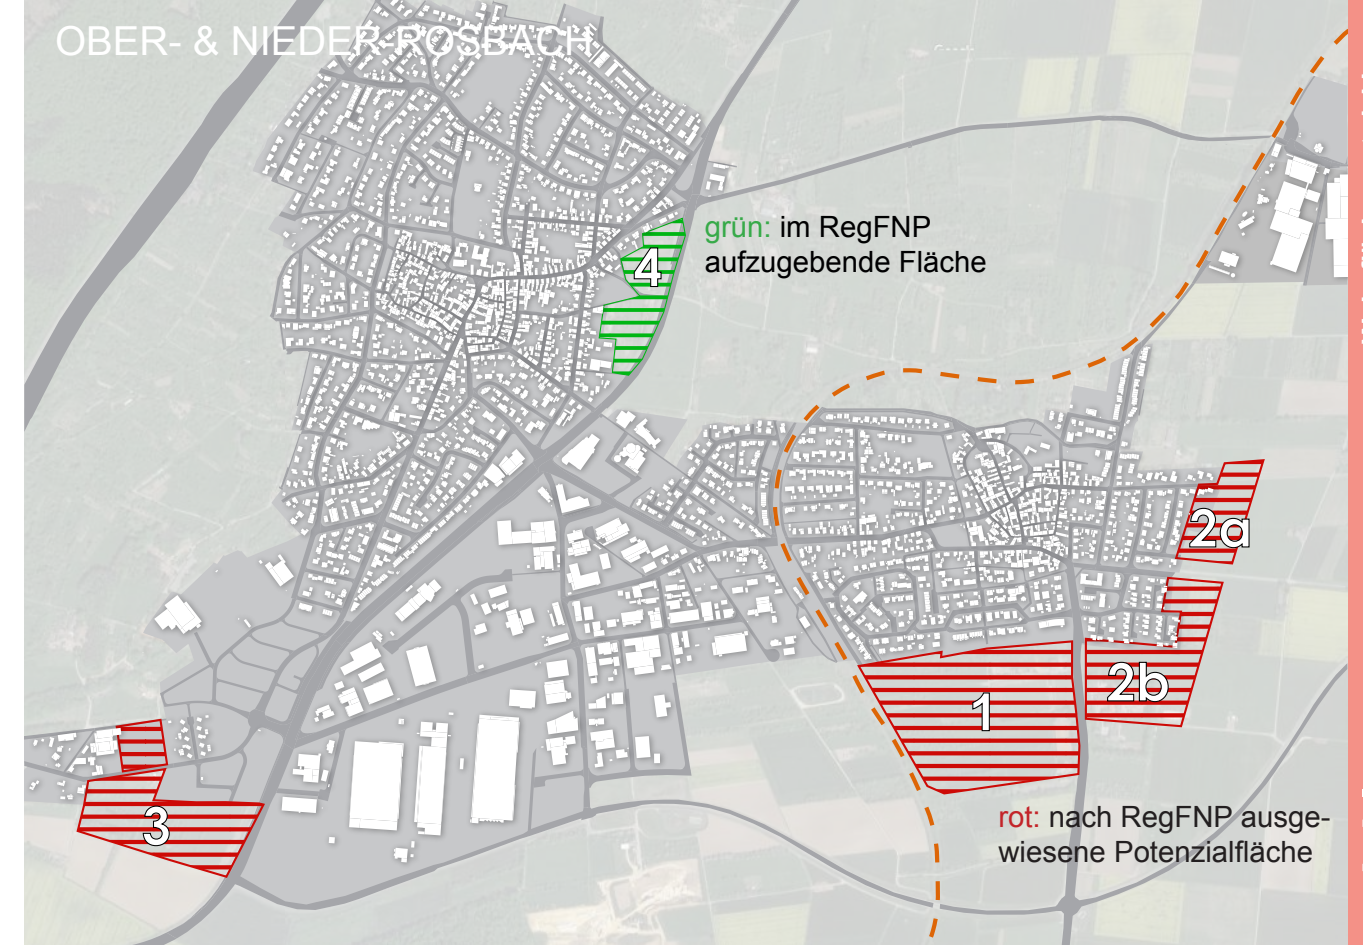 OBER- & NIEDER-ROSBACH
grün: im RegFNP
aufzugebende Fläche
4
2a
2b
1
3
rot: nach RegFNP ausge-
wiesene Potenzialfläche